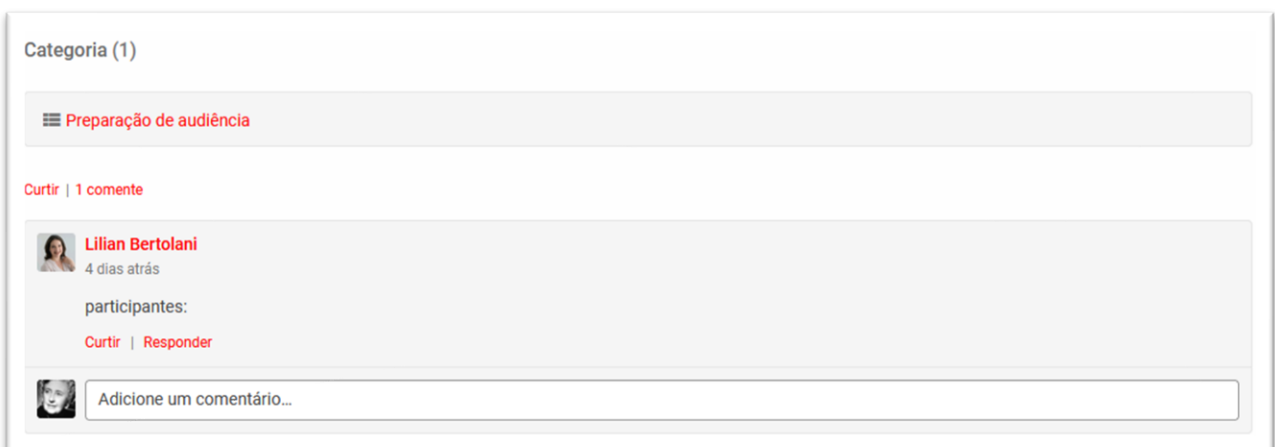 Categoria (1)
Preparação de audiência
Curtir | 1 comente
Lilian Bertolani
4 dias atrás
participantes:
Curtir | Responder
Adicione um comentário...